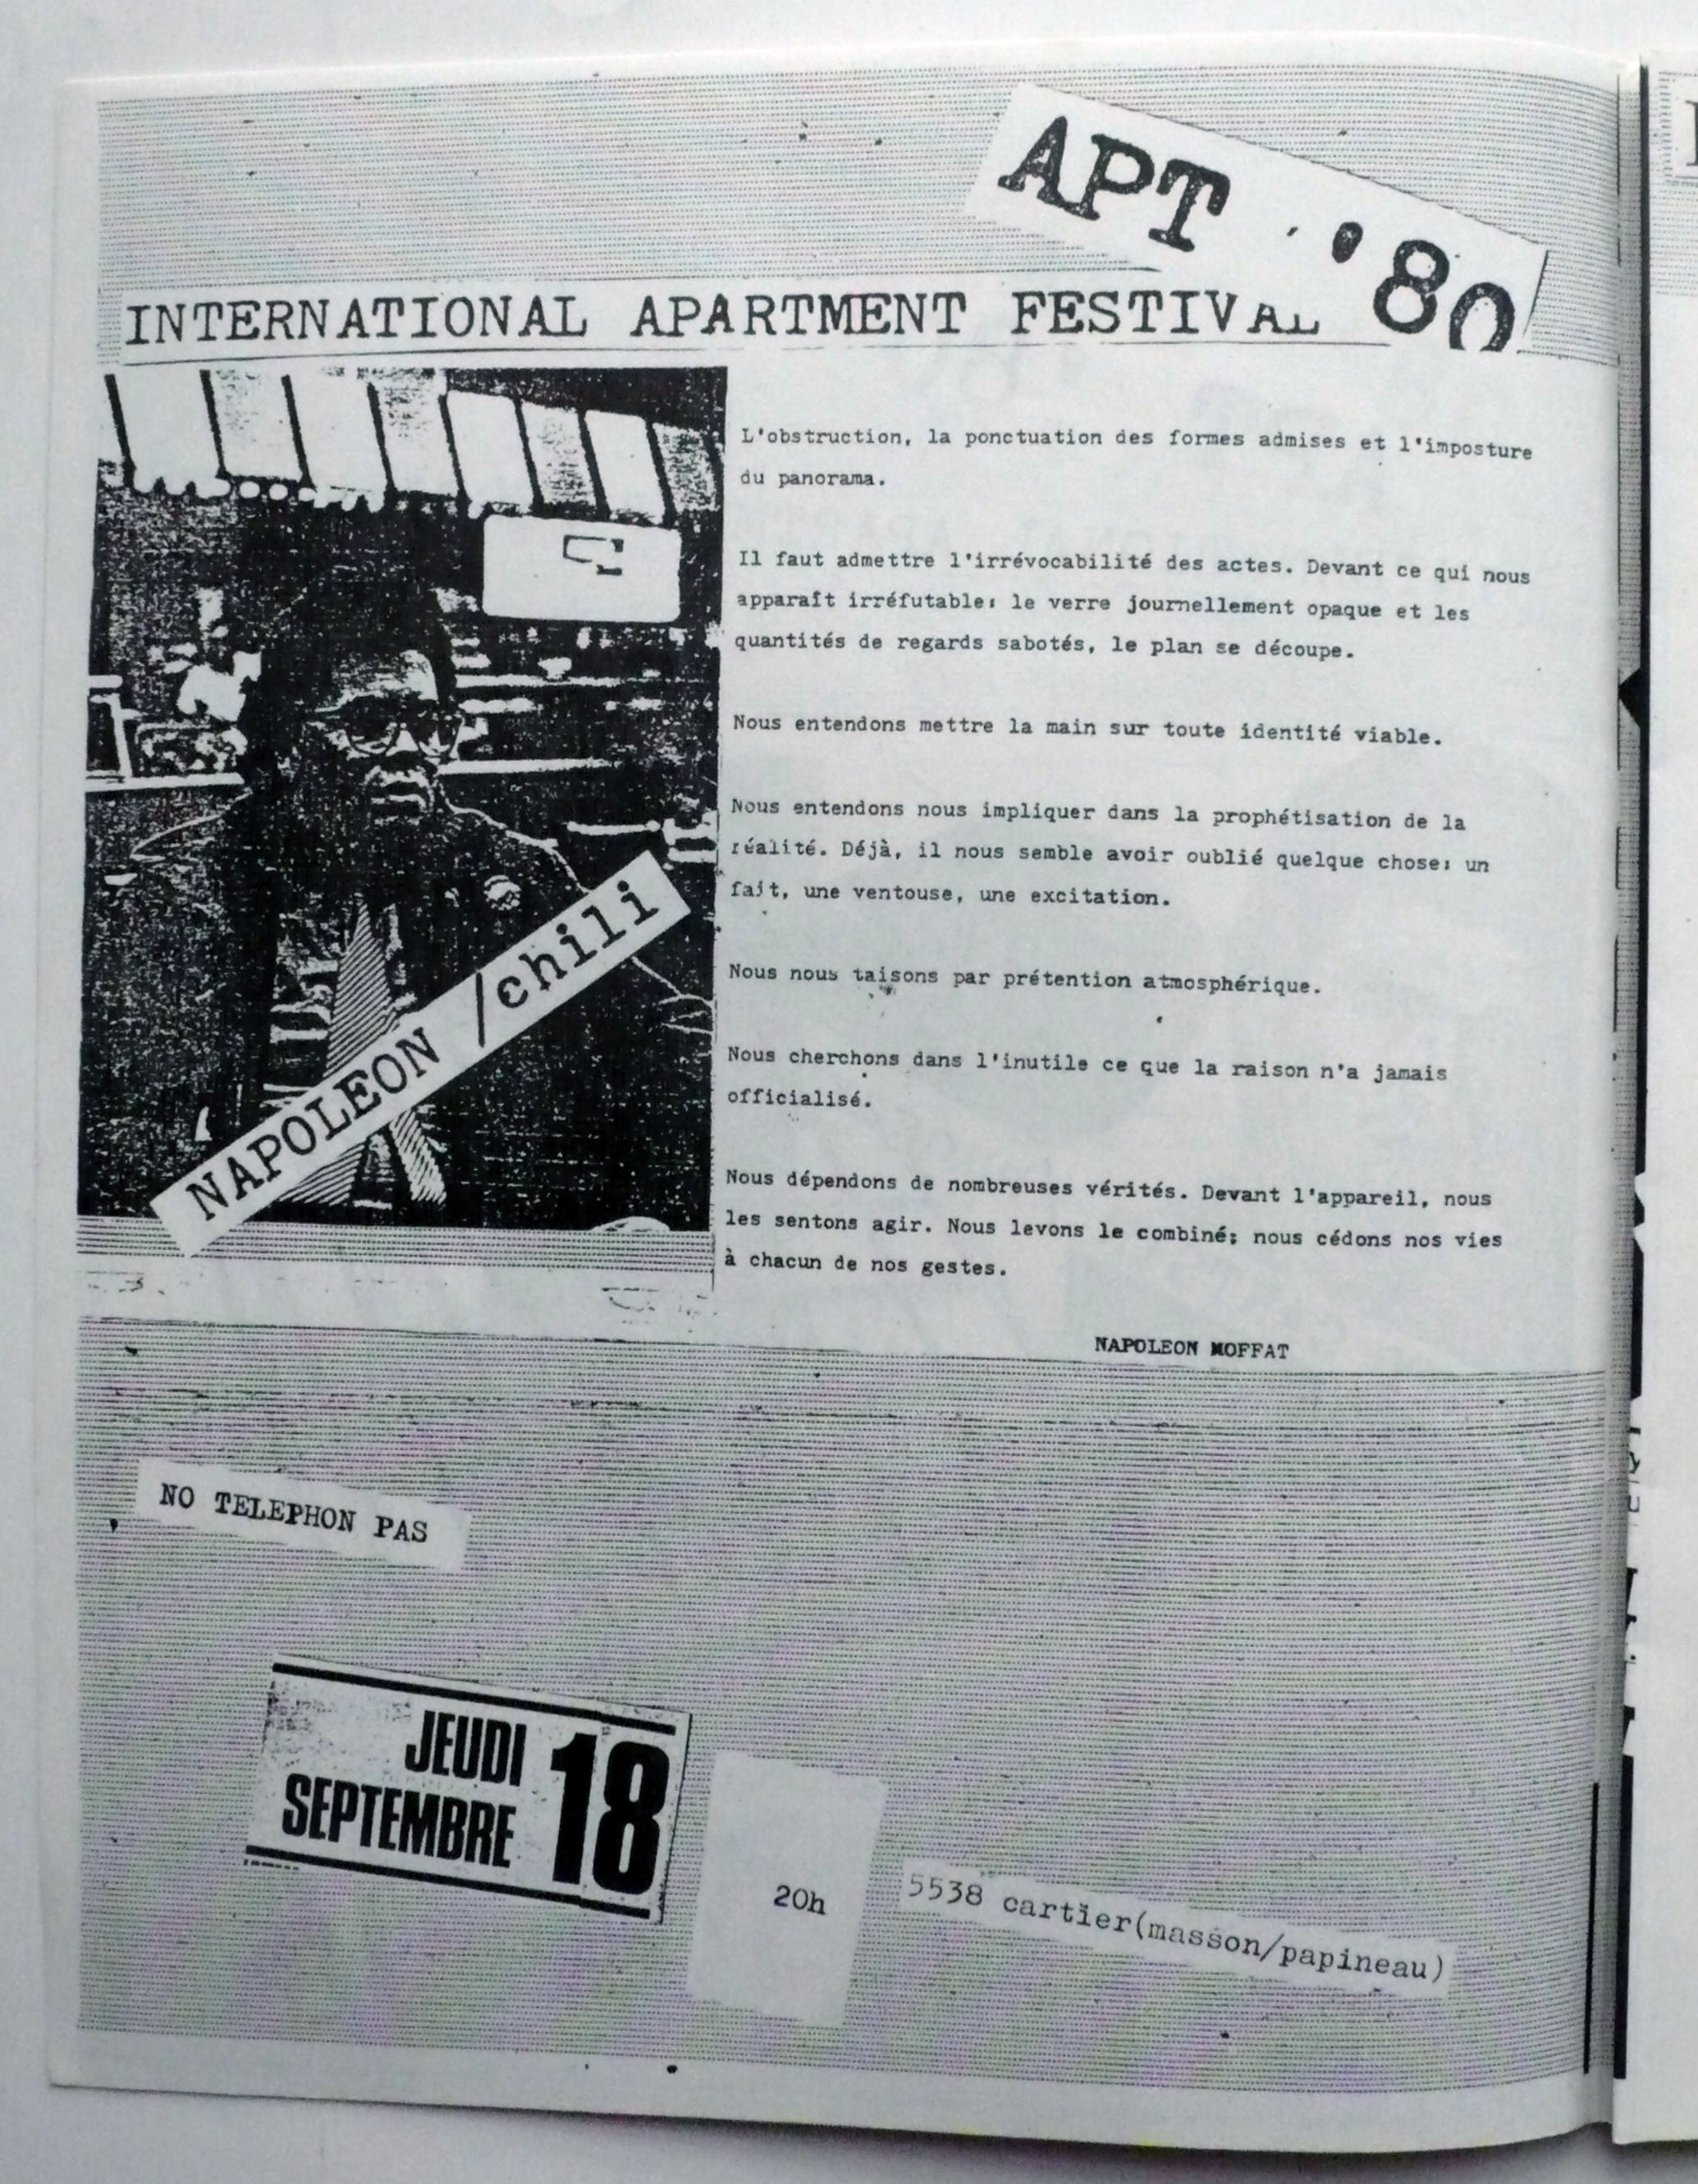 APT '80
INTERNATIONAL APARTMENT FESTIVAL
L'obstruction, la ponctuation des formes admises et l'imposture
du panorama.
Il faut admettre l'irrévocabilité des actes. Devant ce qui nous
apparaît irréfutable: le verre journellement opaque et les
quantités de regards sabotés, le plan se découpe.
Nous entendons mettre la main sur toute identité viable.
Nous entendons nous impliquer dans la prophétisation de la
réalité. Déjà, il nous semble avoir oublié quelque chose: un
fait, une ventouse, une excitation.
Nous nous taisons par prétention atmosphérique.
Nous cherchons dans l'inutile ce que la raison n'a jamais
officialisé.
Nous dépendons de nombreuses vérités. Devant l'appareil, nous
les sentons agir. Nous levons le combiné; nous cédons nos vies
à chacun de nos gestes.
NAPOLEON MOFFAT
NAPOLEON /chili
NO TELEPHON PAS
JEUDI
SEPTEMBRE 18
20h
5538 cartier(masson/papineau)